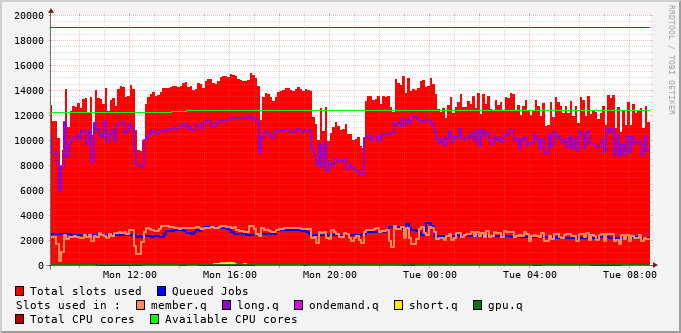 RRDTOOL / TOBI OETIKER
20000
18000
16000
14000
12000
10000
8000
6000
4000
2000
0
Mon 12:00 Mon 16:00 Mon 20:00 Tue 00:00 Tue 04:00 Tue 08:00
Total slots used Queued Jobs
Slots used in : member.q long.q ondemand.q short.q gpu.q
Total CPU cores Available CPU cores